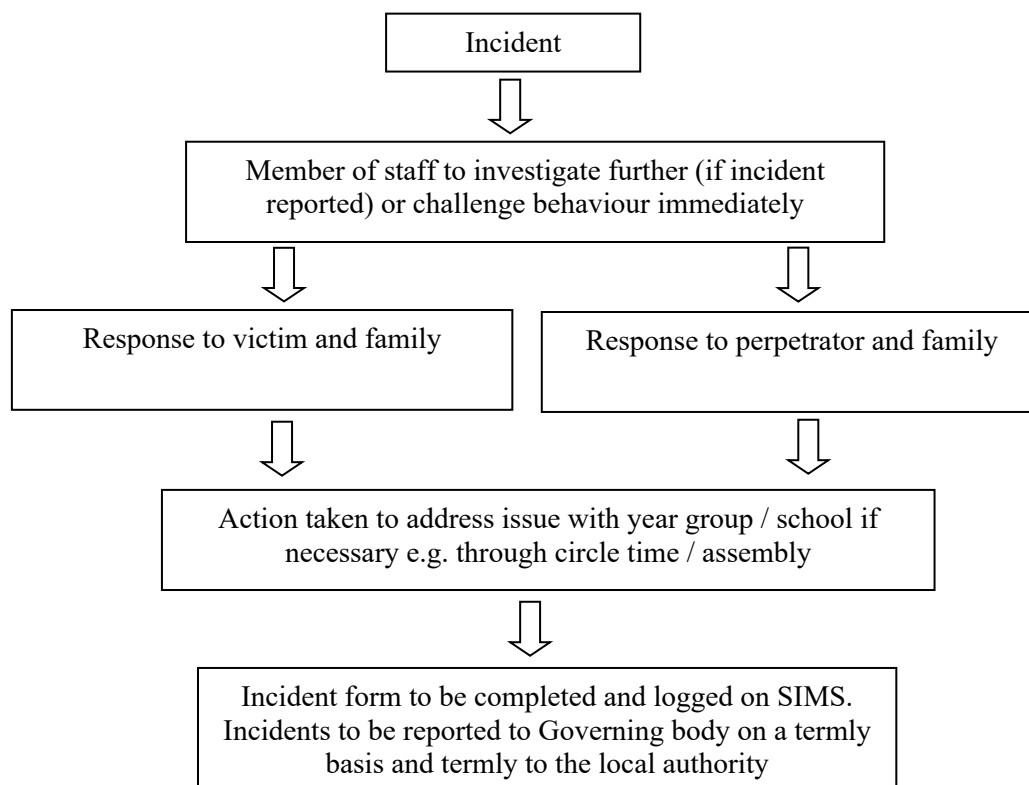 Incident
Member of staff to investigate further (if incident
reported) or challenge behaviour immediately
Response to victim and family
Response to perpetrator and family
Action taken to address issue with year group / school if
necessary e.g. through circle time / assembly
Incident form to be completed and logged on SIMS.
Incidents to be reported to Governing body on a termly
basis and termly to the local authority